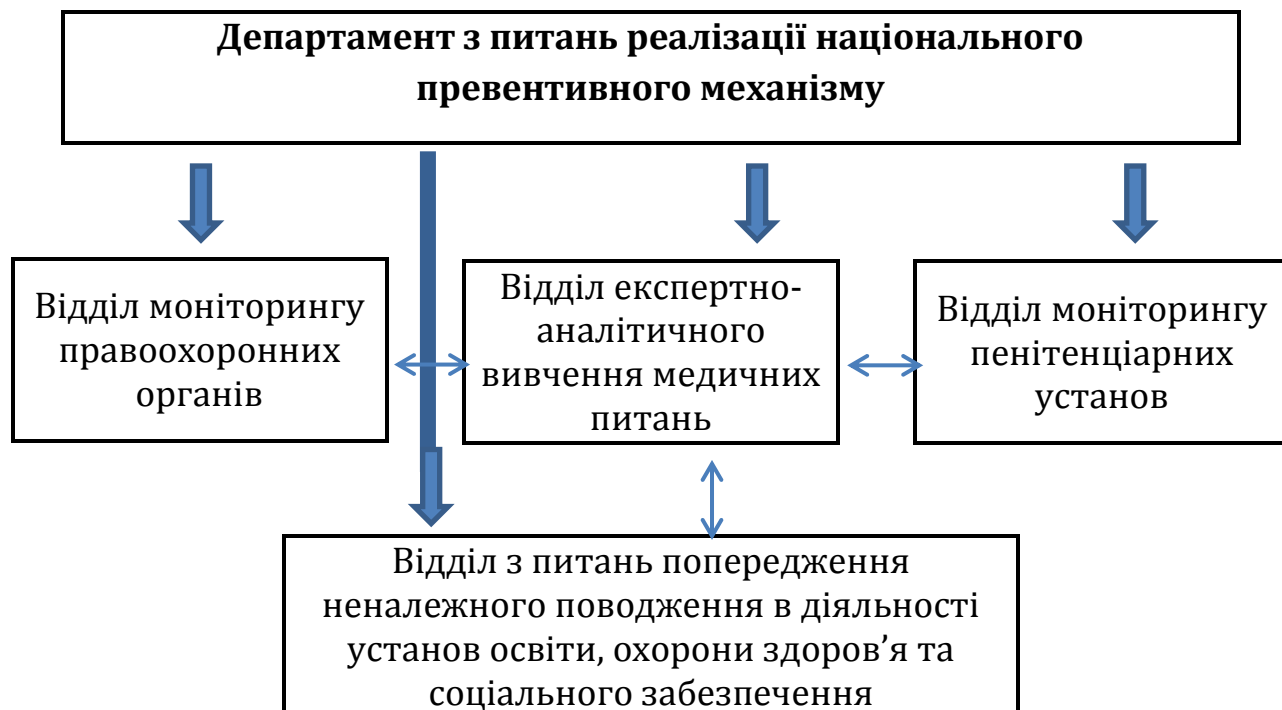 Департамент з питань реалізації національного
превентивного механізму
Відділ моніторингу
правоохоронних
органів
Відділ експертно-
аналітичного
вивчення медичних
питань
Відділ моніторингу
пенітенціарних
установ
Відділ з питань попередження
неналежного поводження в діяльності
установ освіти, охорони здоров’я та
соціального забезпечення